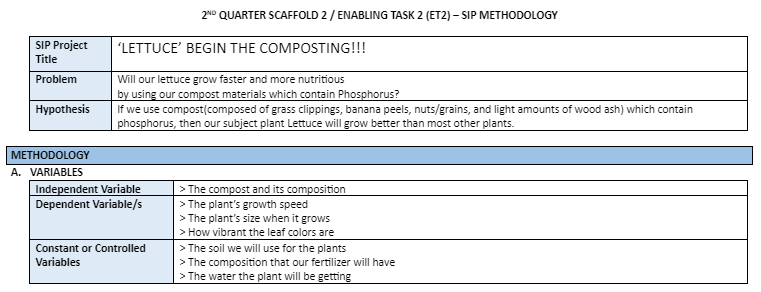 2ND QUARTER SCAFFOLD 2 / ENABLING TASK 2 (ET2) – SIP METHODOLOGY
SIP Project Title
‘LETTUCE’ BEGIN THE COMPOSTING!!!
Problem
Will our lettuce grow faster and more nutritious
by using our compost materials which contain Phosphorus?
Hypothesis
If we use compost(composed of grass clippings, banana peels, nuts/grains, and light amounts of wood ash) which contain
phosphorus, then our subject plant Lettuce will grow better than most other plants.
METHODOLOGY
A. VARIABLES
Independent Variable
> The compost and its composition
Dependent Variable/s
> The plant’s growth speed
> The plant’s size when it grows
> How vibrant the leaf colors are
Constant or Controlled
Variables
> The soil we will use for the plants
> The composition that our fertilizer will have
> The water the plant will be getting